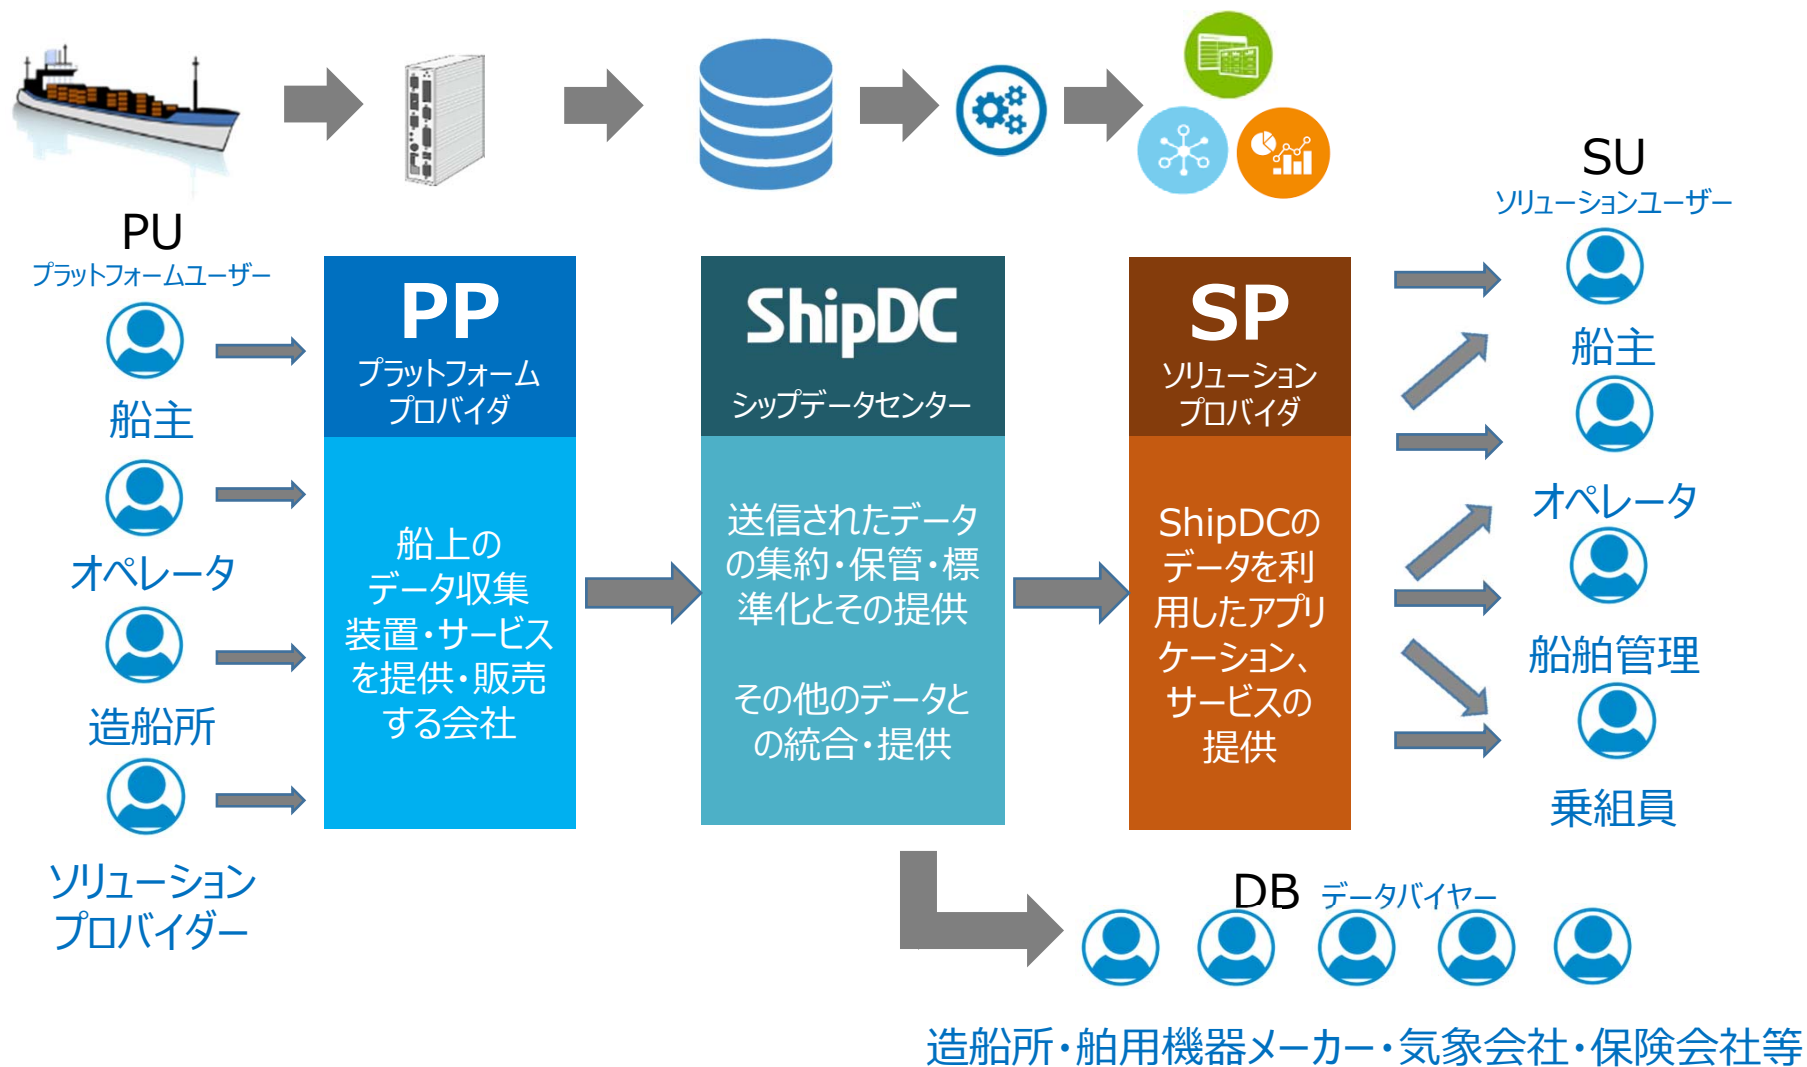 PU
プラットフォームユーザー
船主
オペレータ
造船所
ソリューション
プロバイダー
PP
プラットフォーム
プロバイダ
船上の
データ収集
装置・サービス
を提供・販売
する会社
ShipDC
シップデータセンター
送信されたデータ
の集約・保管・標
準化とその提供
その他のデータと
の統合・提供
SP
ソリューション
プロバイダ
ShipDCの
データを利
用したアプリ
ケーション、
サービスの
提供
SU
ソリューションユーザー
船主
オペレータ
船舶管理
乗組員
DB データバイヤー
造船所・舶用機器メーカー・気象会社・保険会社等